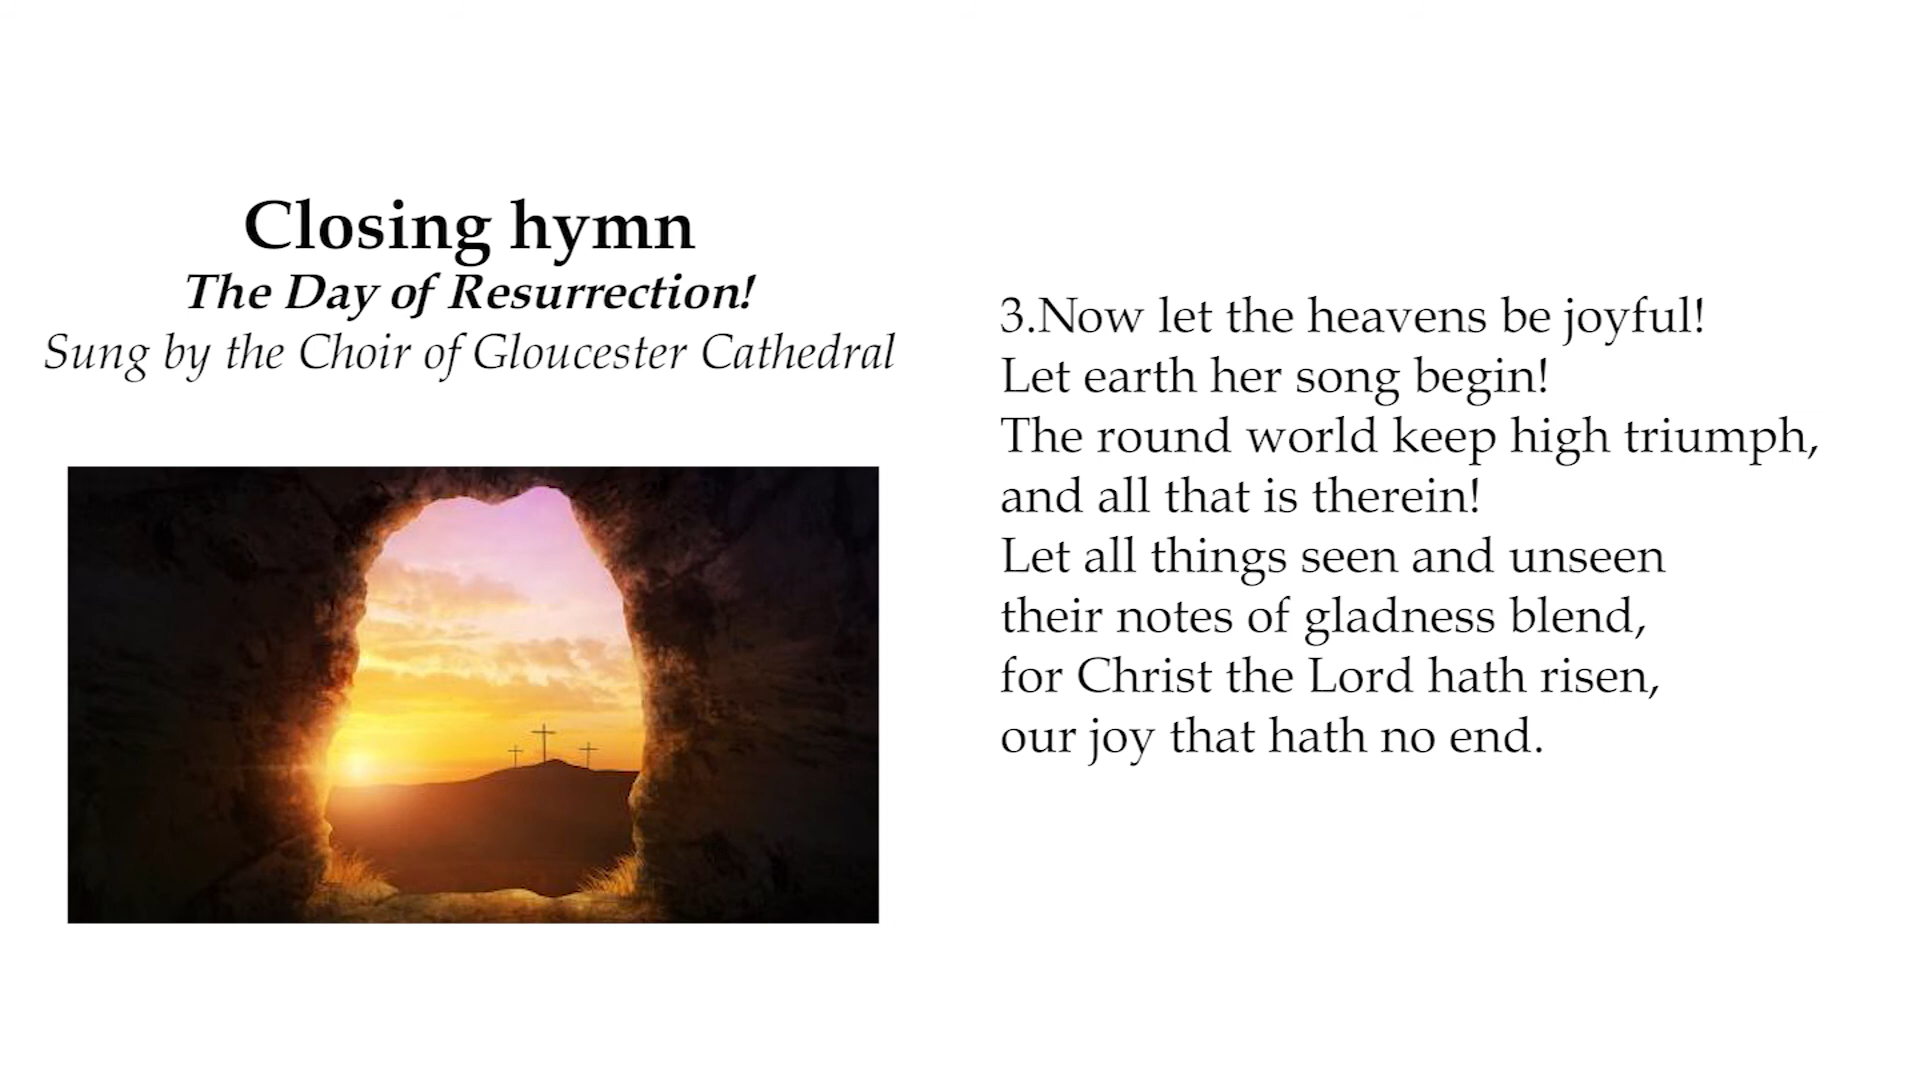 Closing hymn
The Day of Resurrection!
Sung by the Choir of Gloucester Cathedral
3.Now let the heavens be joyful!
Let earth her song begin!
The round world keep high triumph,
and all that is therein!
Let all things seen and unseen
their notes of gladness blend,
for Christ the Lord hath risen,
our joy that hath no end.